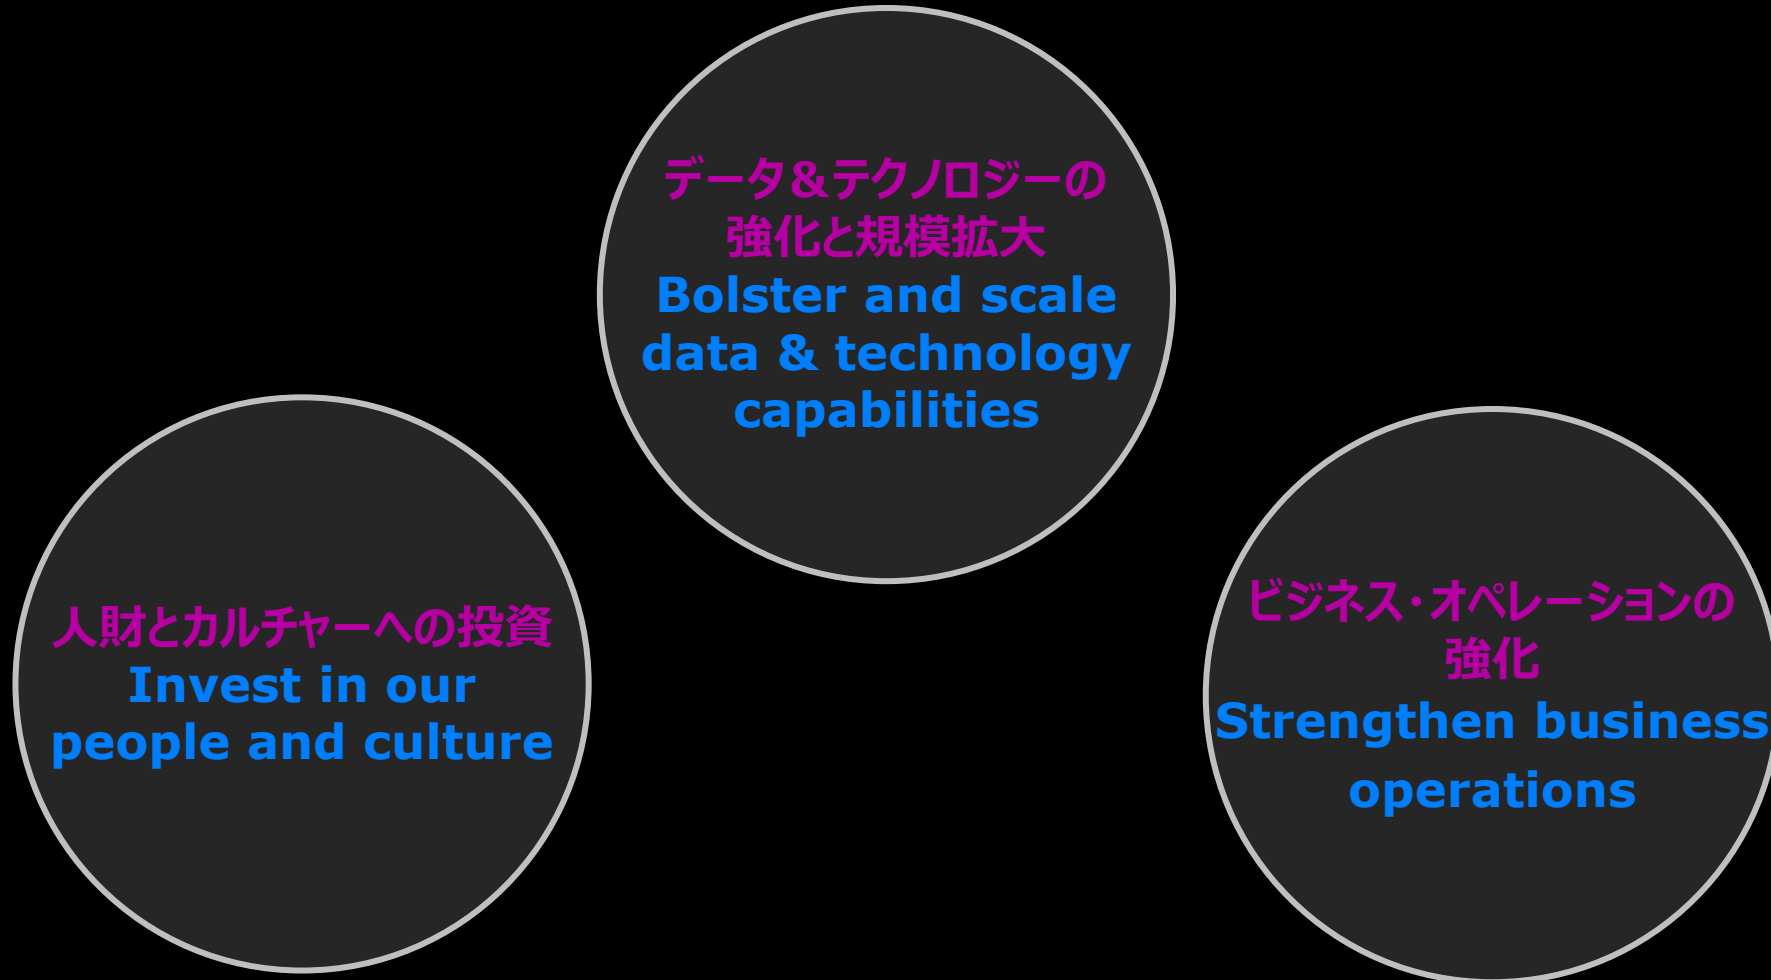 データ＆テクノロジーの
強化と規模拡大
Bolster and scale
data & technology
capabilities
人財とカルチャーへの投資
Invest in our
people and culture
ビジネス・オペレーションの
強化
Strengthen business
operations